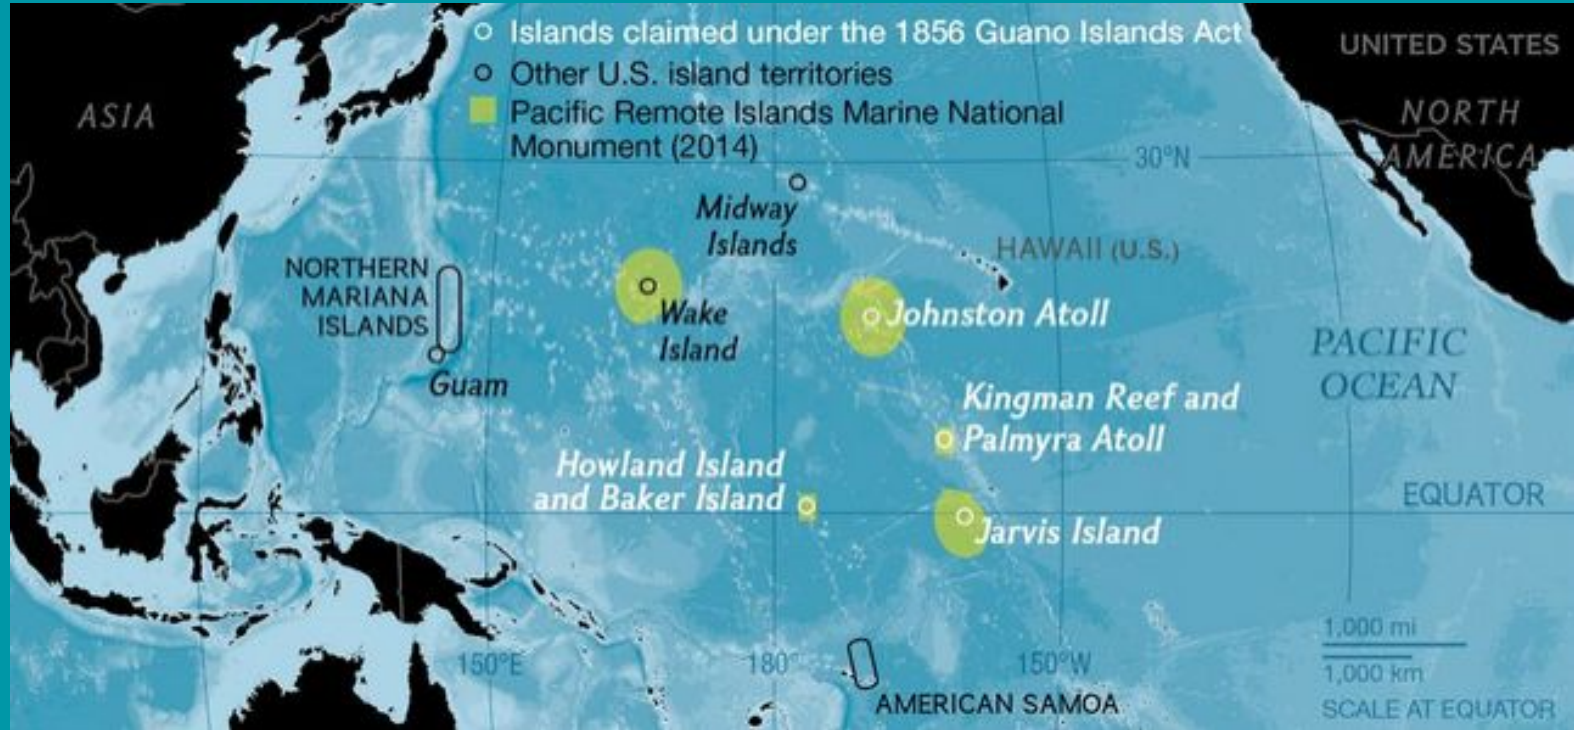 Islands claimed under the 1856 Guano Islands Act
Other U.S. island territories
Pacific Remote Islands Marine National
Monument (2014)
UNITED STATES
ASIA
NORTH
AMERICA
30°N
Midway
Islands
HAWAII (U.S.)
NORTHERN
MARIANA
ISLANDS
Wake
Island
Johnston Atoll
Guam
PACIFIC
OCEAN
Kingman Reef and
Palmyra Atoll
Howland Island
and Baker Island
EQUATOR
Jarvis Island
150°E
180°
150°W
AMERICAN SAMOA
1,000 mi
1,000 km
SCALE AT EQUATOR